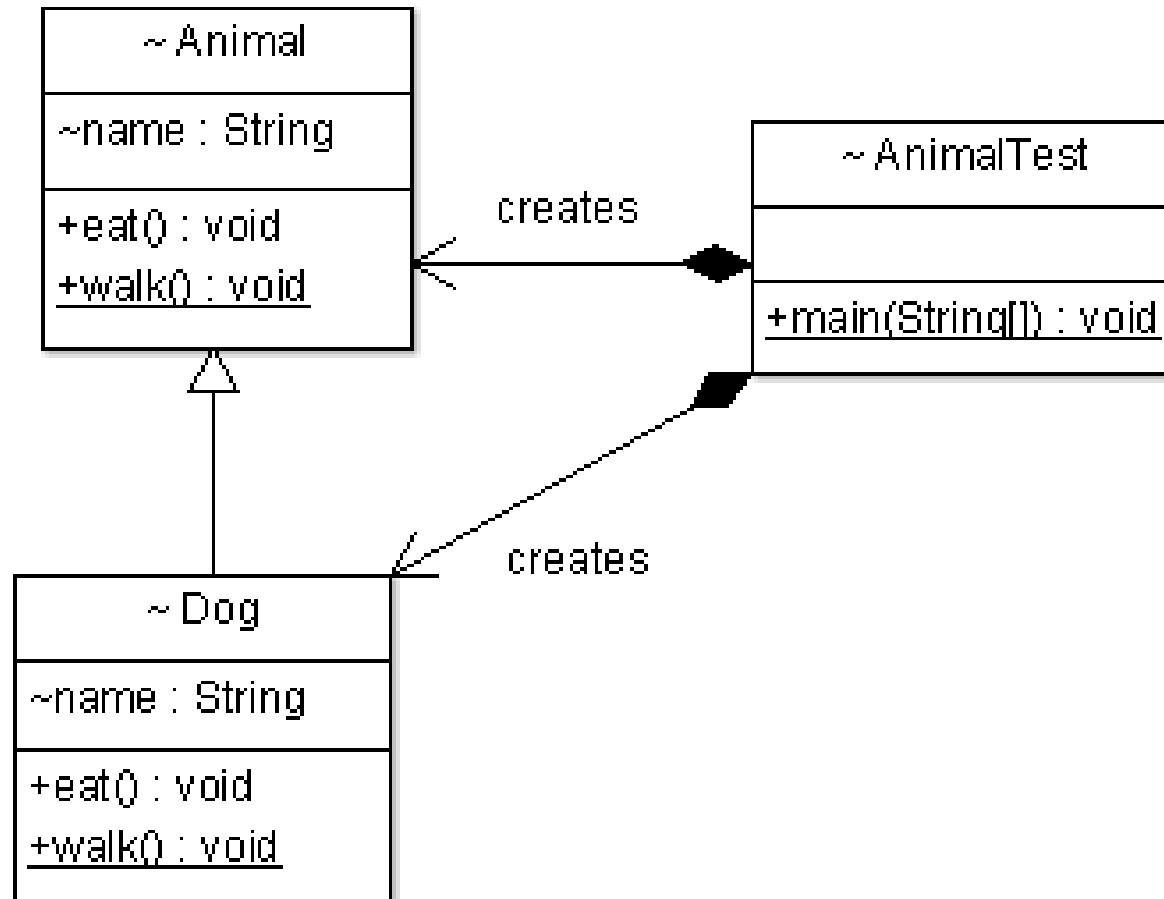 ~ Animal
~name : String
+eat() : void
+walk() : void
creates
~ AnimalTest
+main(String[]) : void
creates
~ Dog
~name : String
+eat() : void
+walk() : void